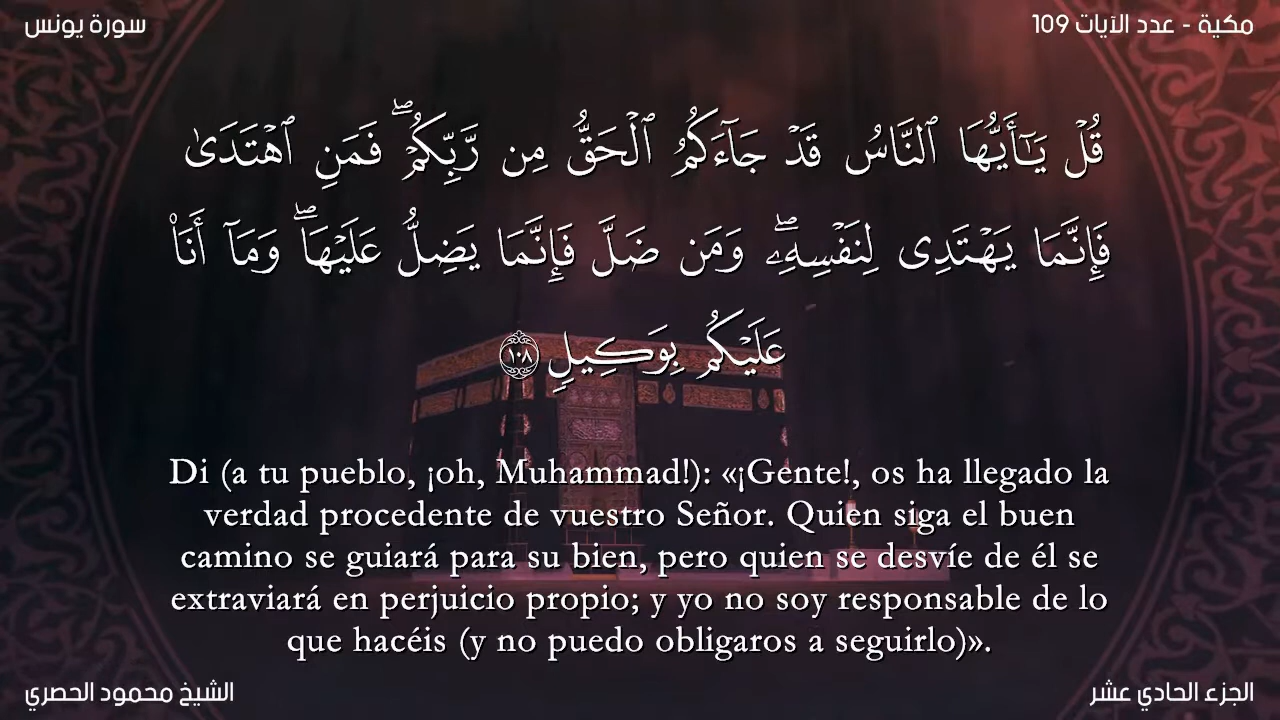 سورة يونس
مكية - عدد الآيات 109
قُلۡ يَـٰٓأَيُّهَا ٱلنَّاسُ قَدۡ جَآءَكُمُ ٱلۡحَقُّ مِن رَّبِّكُمۡۖ فَمَنِ ٱهۡتَدَىٰ
فَإِنَّمَا يَهۡتَدِى لِنَفۡسِهِۦۖ وَمَن ضَلَّ فَإِنَّمَا يَضِلُّ عَلَيۡهَاۖ وَمَآ أَنَا۠
عَلَيۡكُم بِوَكِيلٍ ١٠٨
Di (a tu pueblo, ¡oh, Muhammad!): «¡Gente!, os ha llegado la
verdad procedente de vuestro Señor. Quien siga el buen
camino se guiará para su bien, pero quien se desvíe de él se
extraviará en perjuicio propio; y yo no soy responsable de lo
que hacéis (y no puedo obligaros a seguirlo)».
الشيخ محمود الحصري
الجزء الحادي عشر